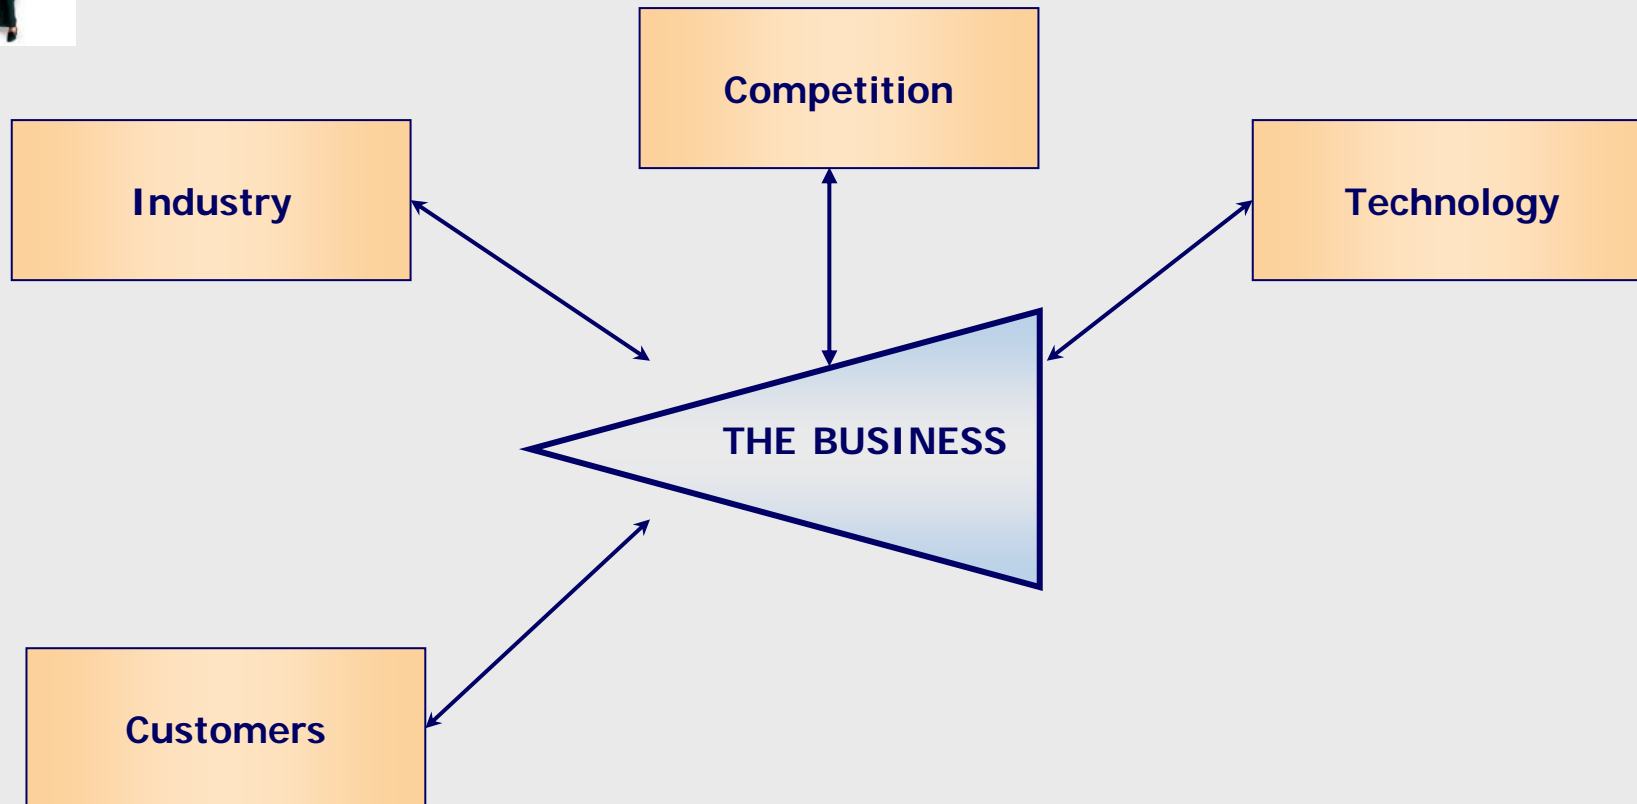 Competition
Industry
Technology
THE BUSINESS
Customers